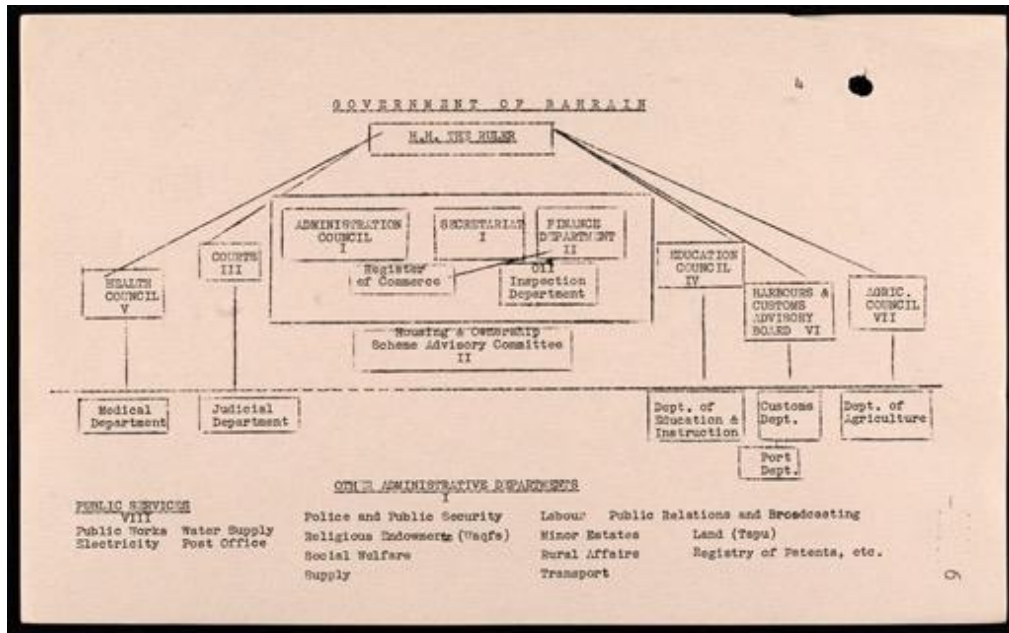 4
GOVERNMENT OF BAHRAIN
H.H. THE RULER
ADMINISTRATION
COUNCIL
I
SECRETARIAT
I
FINANCE
DEPARTMENT
II
Register
of Commerce
Oil
Inspection
Department
Housing & Ownership
Scheme Advisory Committee
II
HEALTH
COUNCIL
V
COURTS
III
EDUCATION
COUNCIL
IV
HARBOURS &
CUSTOMS
ADVISORY
BOARD VI
AGRIC.
COUNCIL
VII
Medical
Department
Judicial
Department
Dept. of
Education &
Instruction
Customs
Dept.
Port
Dept.
Dept. of
Agriculture
PUBLIC SERVICES
VIII
Public Works Water Supply
Electricity Post Office
OTHER ADMINISTRATIVE DEPARTMENTS
I
Police and Public Security
Religious Endowments (Waqfs)
Social Welfare
Supply
Labour Public Relations and Broadcasting
Minor Estates Land (Tapu)
Rural Affairs Registry of Patents, etc.
Transport